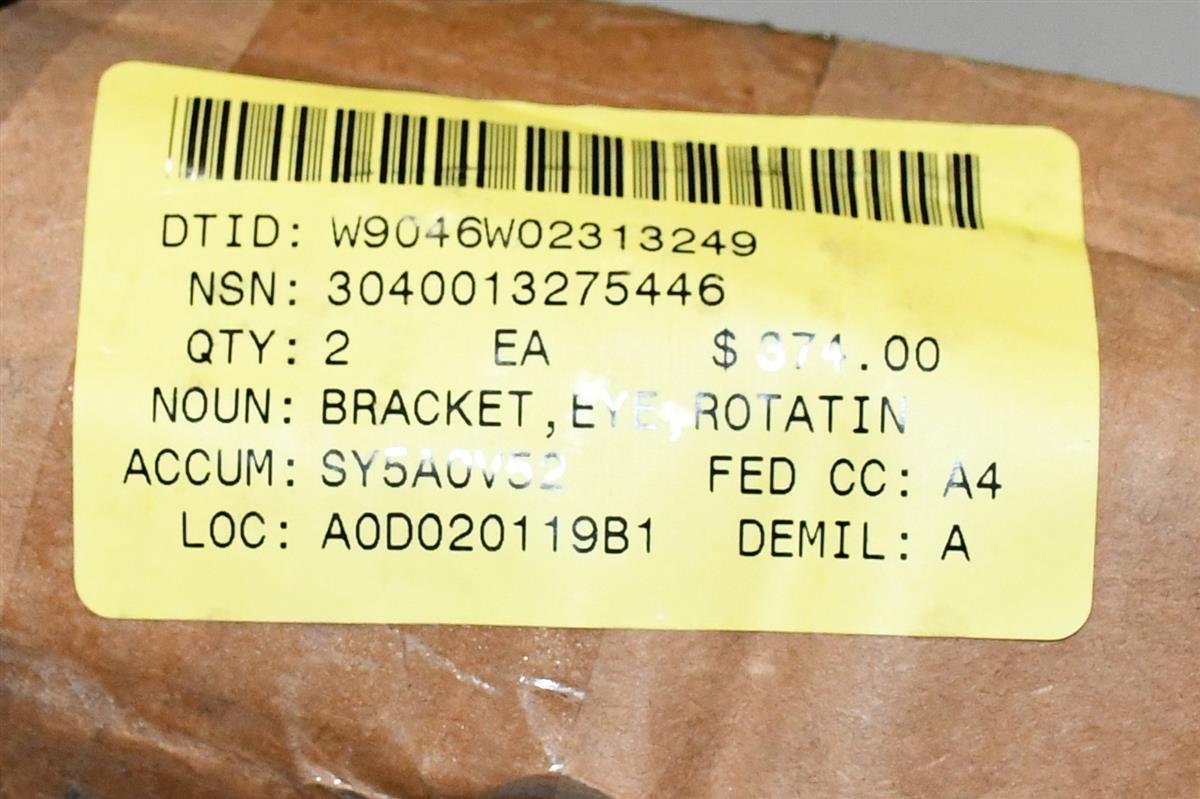 DTID: W9046W02313249
NSN: 3040013275446
QTY: 2 EA $ 374.00
NOUN: BRACKET,EYE,ROTATIN
ACCUM: SY5A0V52 FED CC: A4
LOC: A0D020119B1 DEMIL: A